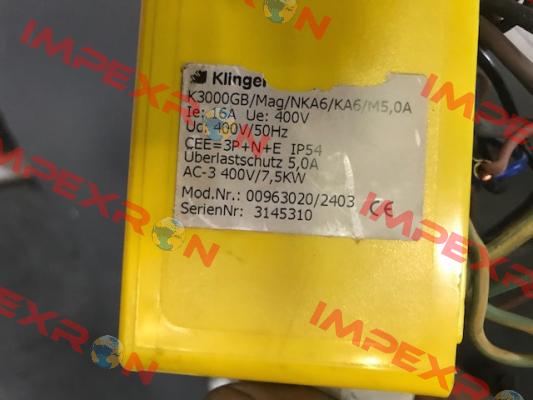 Klinger
K3000GB/Mag/NKA6/KA6/M5,0A
Ie: 16A Ue: 400V
Uc: 400V/50Hz
CEE=3P+N+E IP54
Überlastschutz 5,0A
AC-3 400V/7,5KW
Mod.Nr.: 00963020/2403 CE
SerienNr: 3145310
IMPEXRON
IMPEXRON
IMPEXRON
IMPEXRON
IMPEXRON